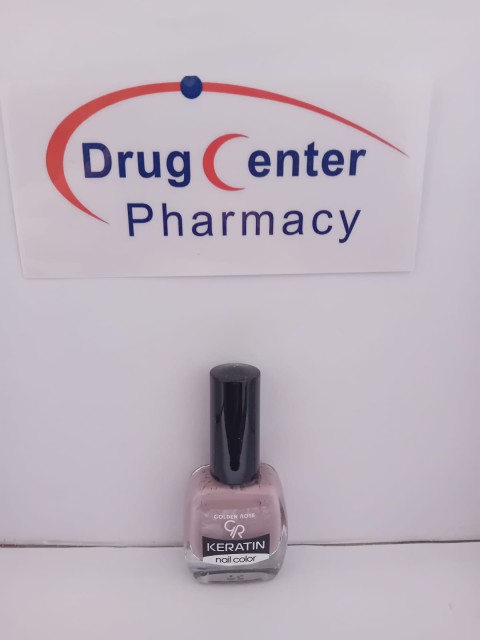 Drug Center
Pharmacy
GOLDEN ROSE
GR
KERATIN
nail color